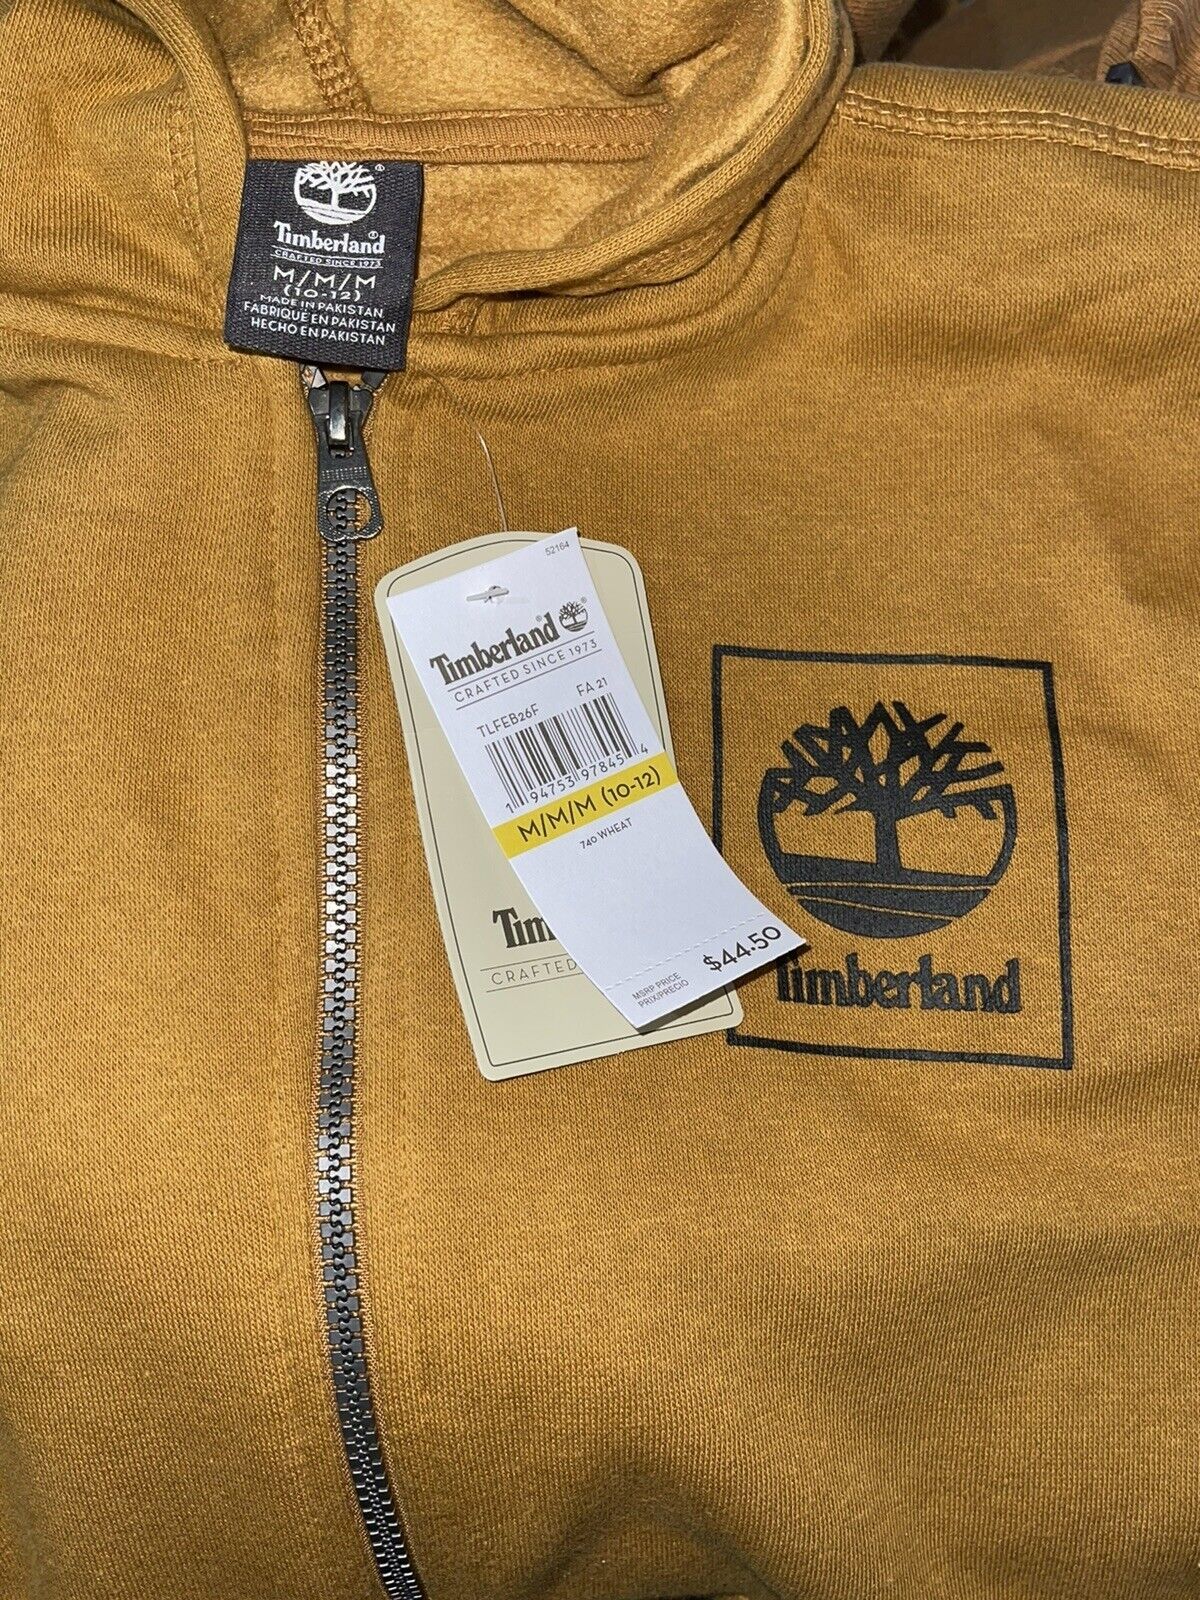 Timberland®
CRAFTED SINCE 1973
M/M/M
(10-12)
MADE IN PAKISTAN
FABRIQUÉ EN PAKISTAN
HECHO EN PAKISTAN
52164
Timberland®
CRAFTED SINCE 1973
TLFEB26F FA 21
1 94753 97845 4
M/M/M (10-12)
740 WHEAT
MSRP PRICE
PRIX/PRECIO
$44.50
Tim
CRAFTED
Timberland